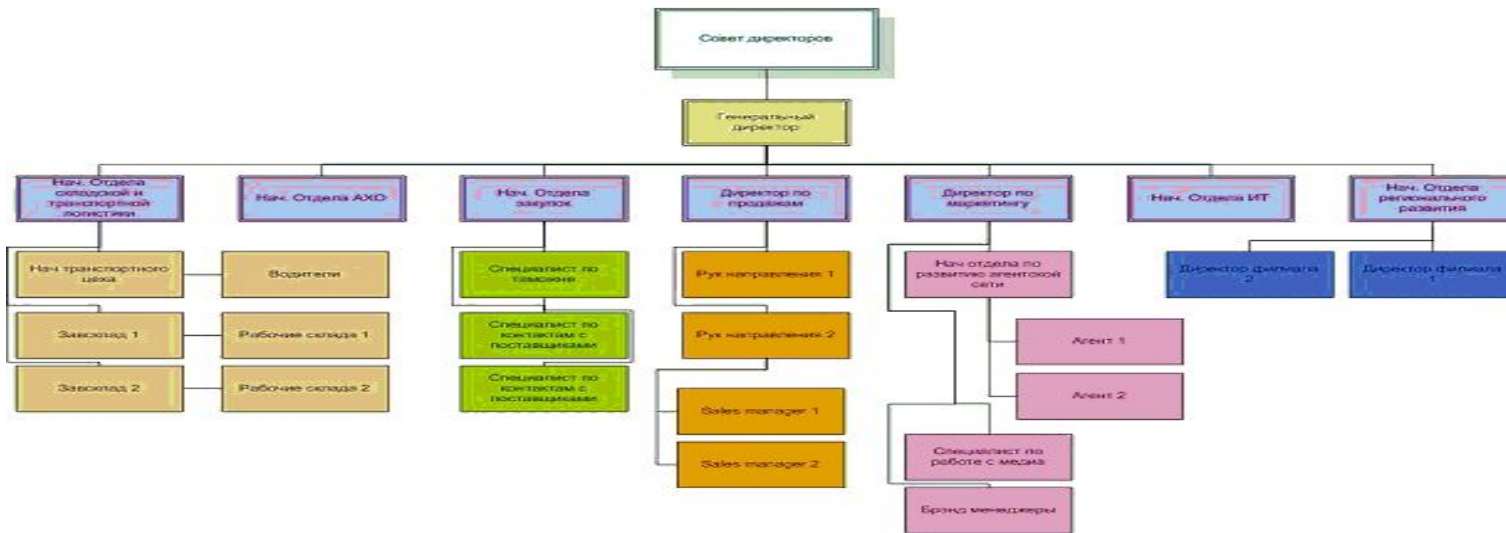 Совет директоров
Генеральный
директор
Нач. Отдела
складской и
транспортной
логистики
Нач. Отдела АХО
Нач. Отдела
закупок
Директор по
продажам
Директор по
маркетингу
Нач. Отдела ИТ
Нач. Отдела
регионального
развития
Нач транспортного
цеха
Водители
Специалист по
таможне
Рук направления 1
Нач отдела по
развитию агентской
сети
Директор филиала
2
Директор филиала
1
Завсклад 1
Рабочие склада 1
Специалист по
контактам с
поставщиками
Рук направления 2
Агент 1
Завсклад 2
Рабочие склада 2
Специалист по
контактам с
поставщиками
Агент 2
Sales manager 1
Sales manager 2
Специалист по
работе с медиа
Брэнд менеджеры